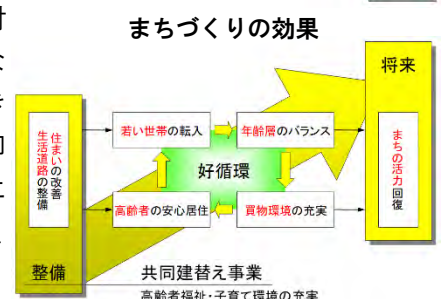 まちづくりの効果
将来
住まいの改善
生活道路の整備
若い世帯の転入
年齢層のバランス
好循環
高齢者の安心居住
買物環境の充実
まちの活力回復
整備
共同建替え事業
高齢者福祉・子育て環境の充実